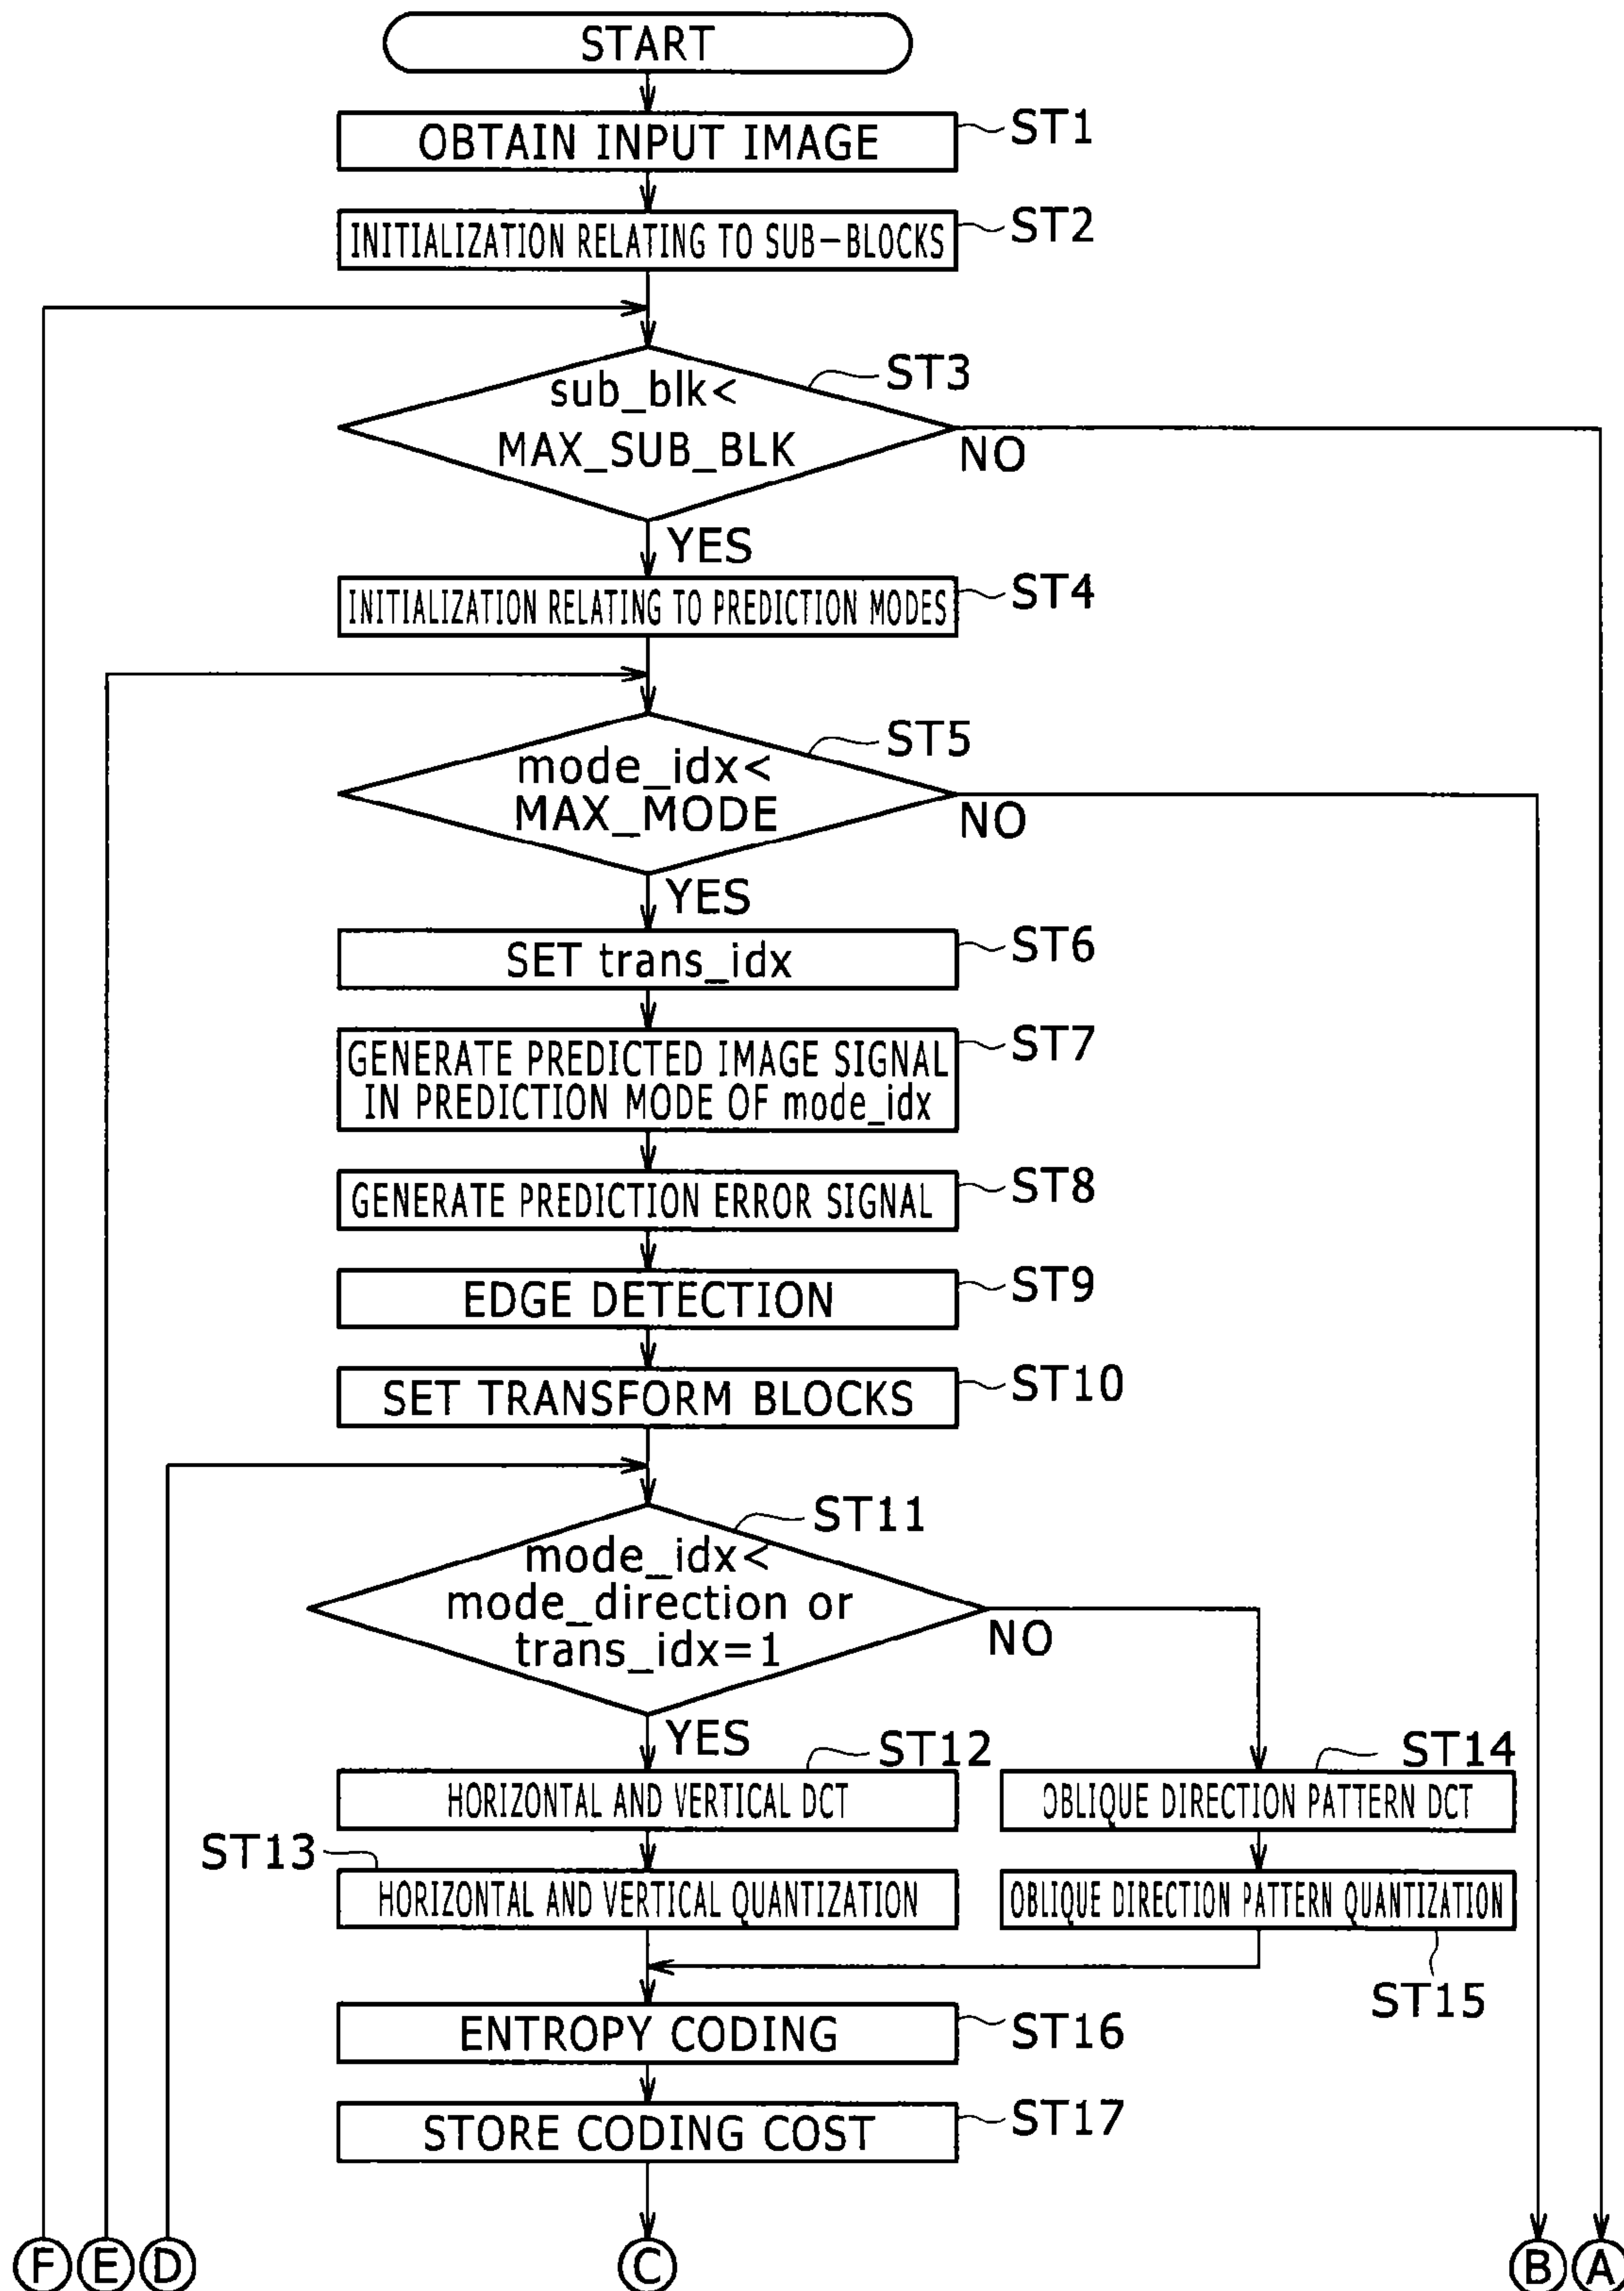 START
OBTAIN INPUT IMAGE
ST1
INITIALIZATION RELATING TO SUB-BLOCKS
ST2
sub_blk<
MAX_SUB_BLK
ST3
NO
YES
INITIALIZATION RELATING TO PREDICTION MODES
ST4
mode_idx<
MAX_MODE
ST5
NO
YES
SET trans_idx
ST6
GENERATE PREDICTED IMAGE SIGNAL
IN PREDICTION MODE OF mode_idx
ST7
GENERATE PREDICTION ERROR SIGNAL
ST8
EDGE DETECTION
ST9
SET TRANSFORM BLOCKS
ST10
mode_idx<
mode_direction or
trans_idx=1
ST11
NO
YES
ST12
HORIZONTAL AND VERTICAL DCT
ST14
OBLIQUE DIRECTION PATTERN DCT
ST13
HORIZONTAL AND VERTICAL QUANTIZATION
OBLIQUE DIRECTION PATTERN QUANTIZATION
ST15
ENTROPY CODING
ST16
STORE CODING COST
ST17
F
E
D
C
B
A